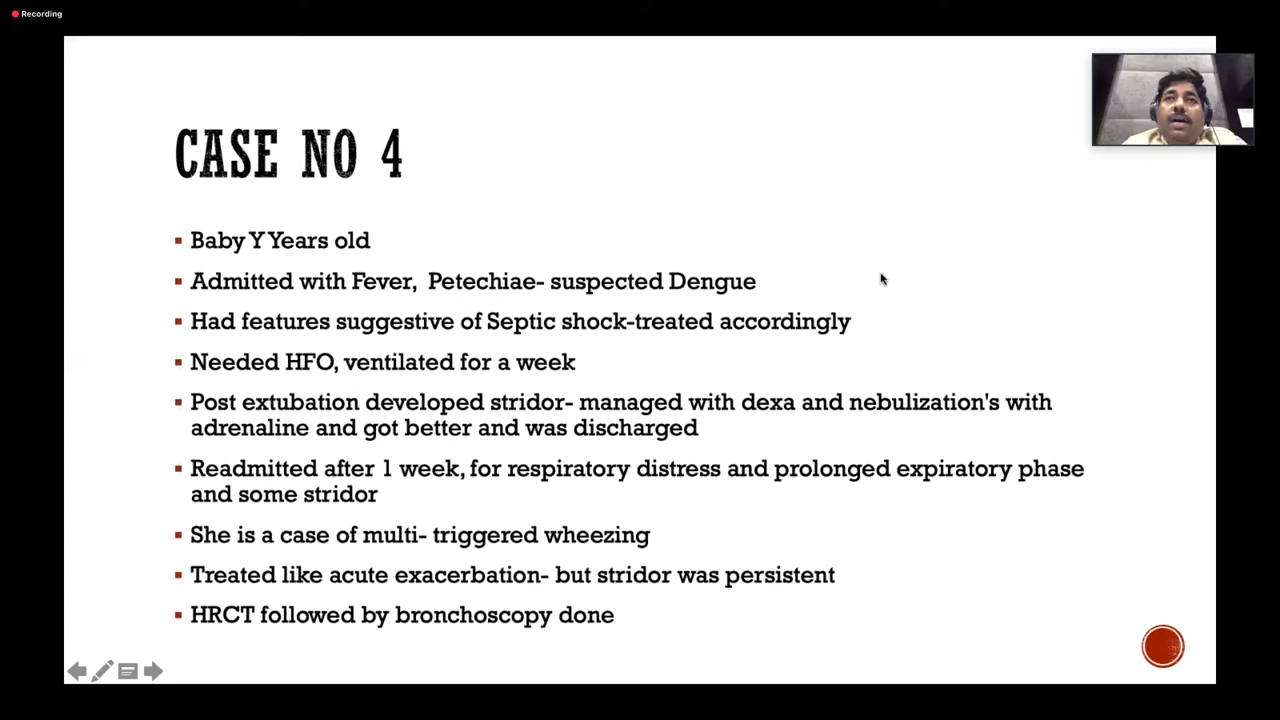 Recording
CASE NO 4
Baby Y Years old
Admitted with Fever, Petechiae- suspected Dengue
Had features suggestive of Septic shock-treated accordingly
Needed HFO, ventilated for a week
Post extubation developed stridor- managed with dexa and nebulization's with
adrenaline and got better and was discharged
Readmitted after 1 week, for respiratory distress and prolonged expiratory phase
and some stridor
She is a case of multi- triggered wheezing
Treated like acute exacerbation- but stridor was persistent
HRCT followed by bronchoscopy done